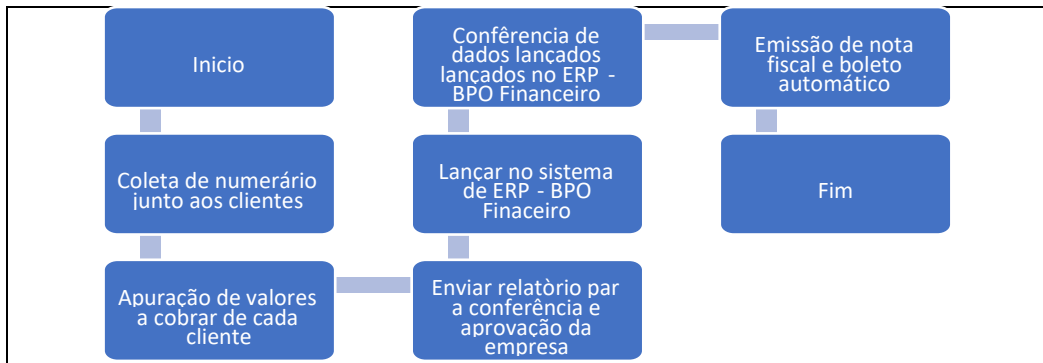 Inicio
Coleta de numerário
junto aos clientes
Apuração de valores
a cobrar de cada
cliente
Enviar relatòrio par
a conferência e
aprovação da
empresa
Lançar no sistema
de ERP - BPO
Finaceiro
Confêrencia de
dados lançados
lançados no ERP -
BPO Financeiro
Emissão de nota
fiscal e boleto
automático
Fim